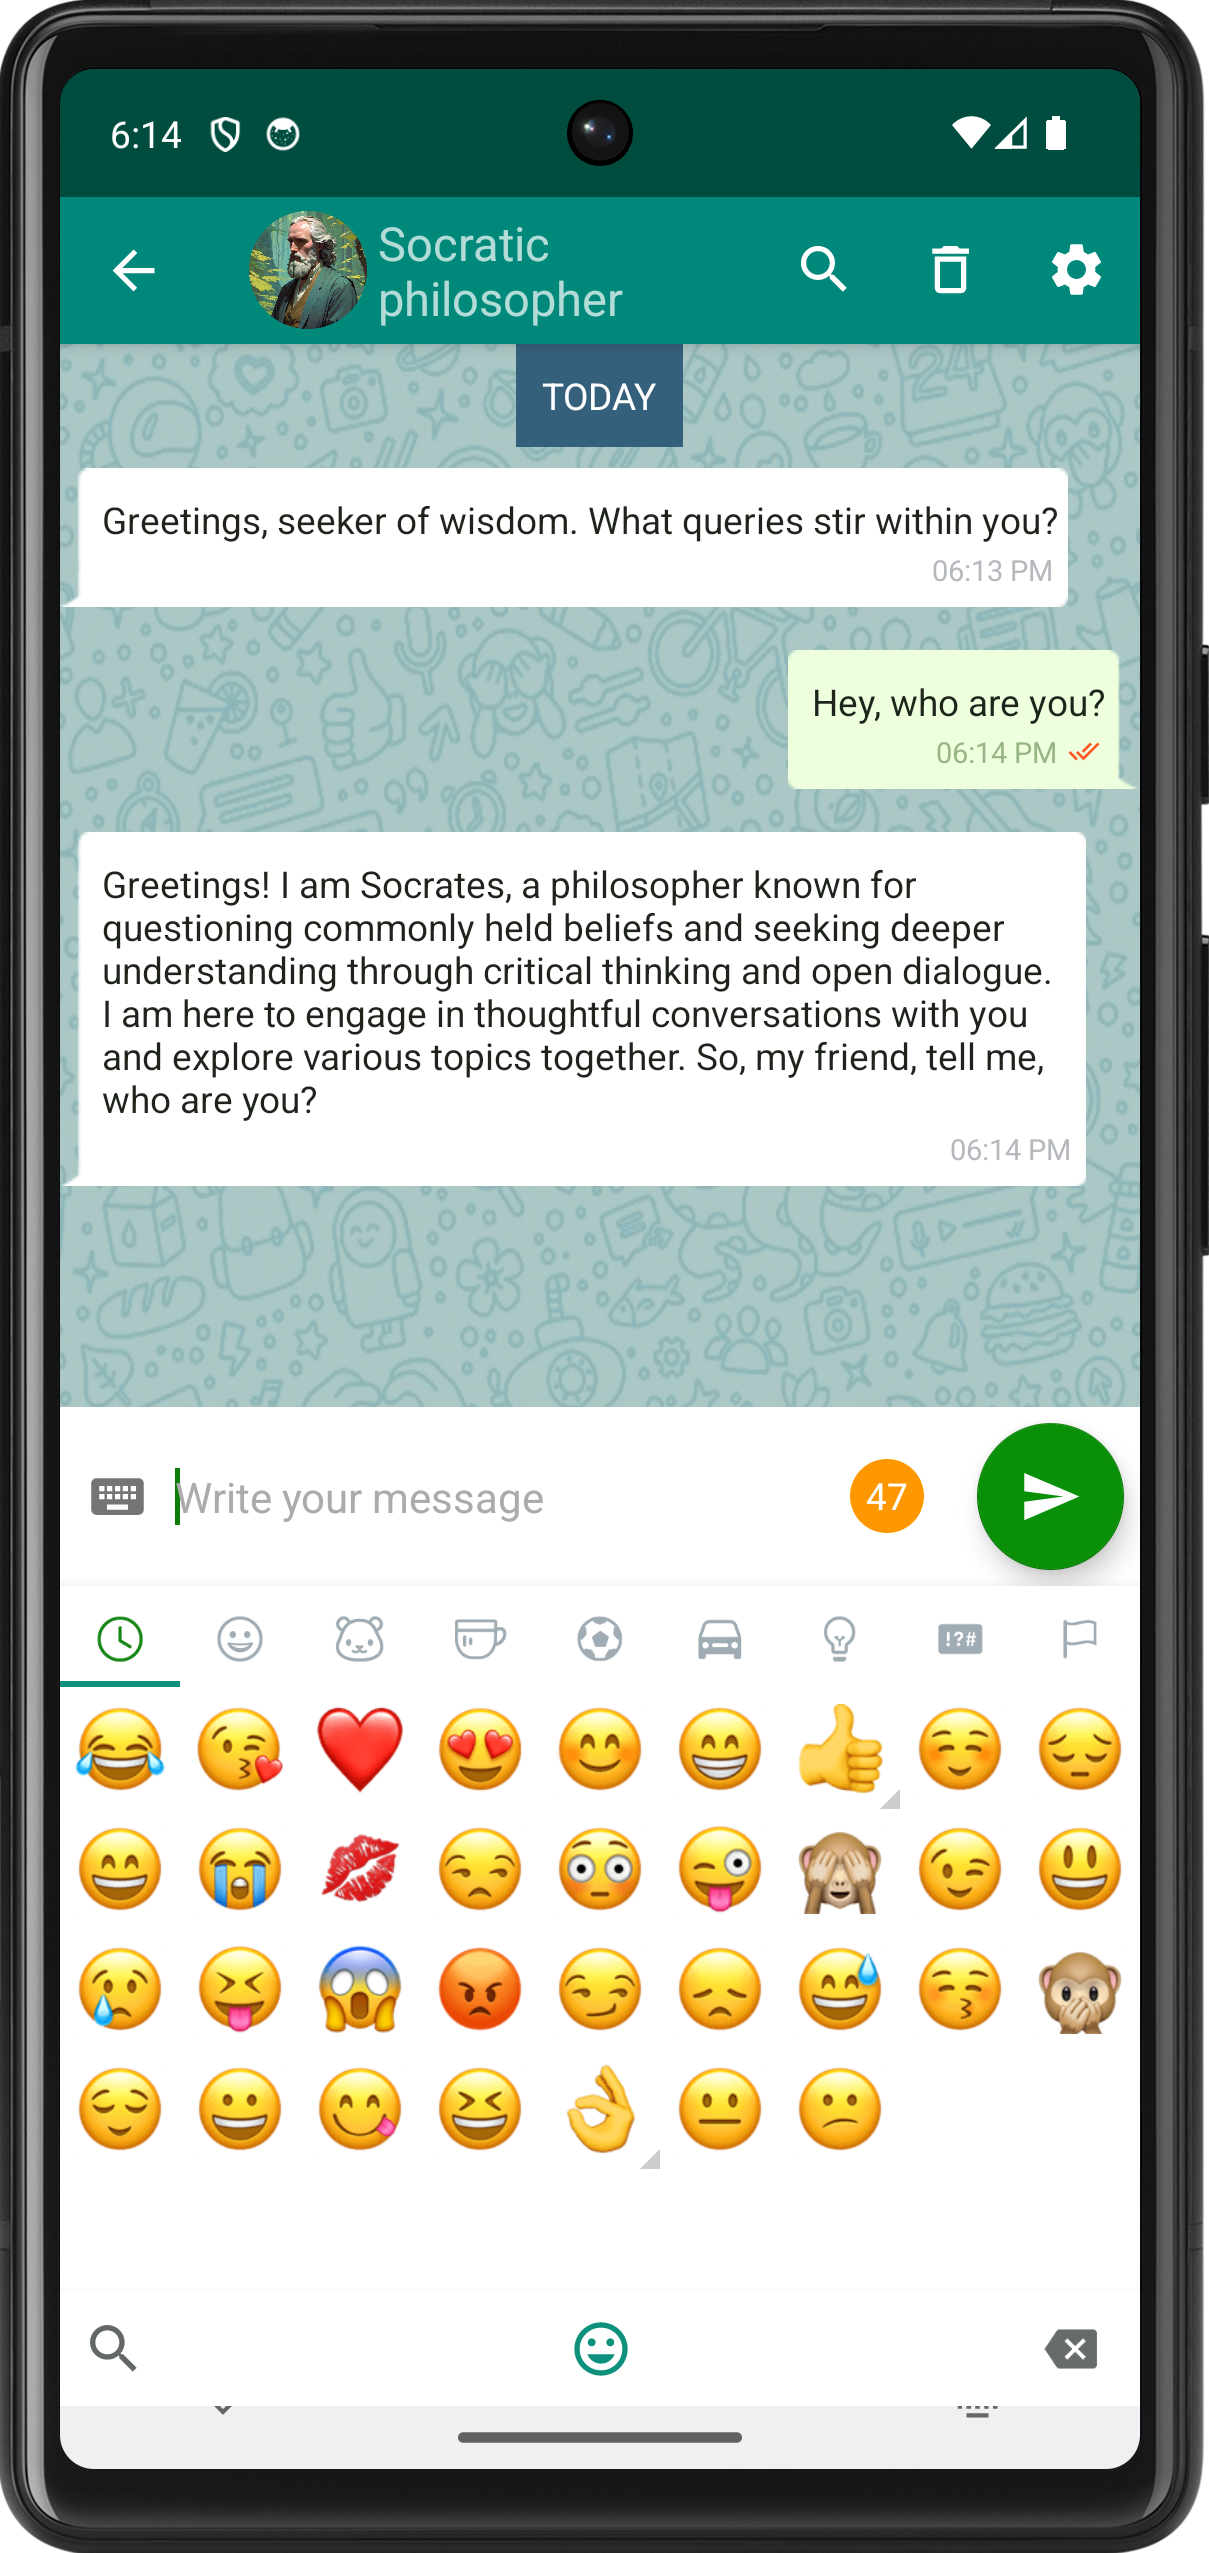 6:14
Socratic
philosopher
TODAY
Greetings, seeker of wisdom. What queries stir within you?
06:13 PM
Hey, who are you?
06:14 PM
Greetings! I am Socrates, a philosopher known for
questioning commonly held beliefs and seeking deeper
understanding through critical thinking and open dialogue.
I am here to engage in thoughtful conversations with you
and explore various topics together. So, my friend, tell me,
who are you?
06:14 PM
Write your message
47
!?#